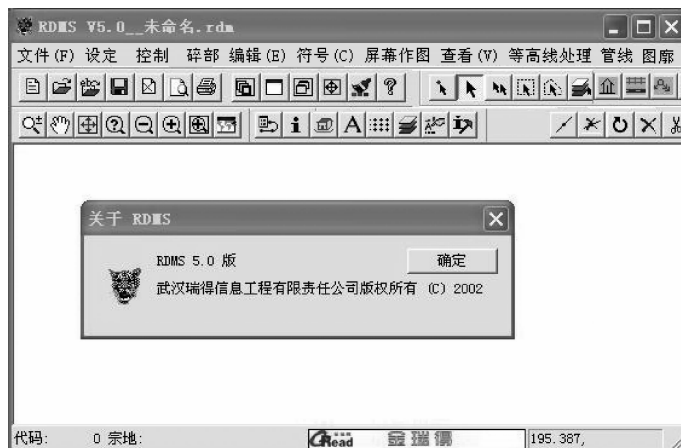 RDMS V5.0__未命名.rdm
文件(F) 设定 控制 碎部 编辑(E) 符号(C) 屏幕作图 查看(V) 等高线处理 管线 图廓
关于 RDMS
RDMS 5.0 版
确定
武汉瑞得信息工程有限责任公司版权所有 (C) 2002
代码: 0 宗地: Read 金瑞得 195.387,